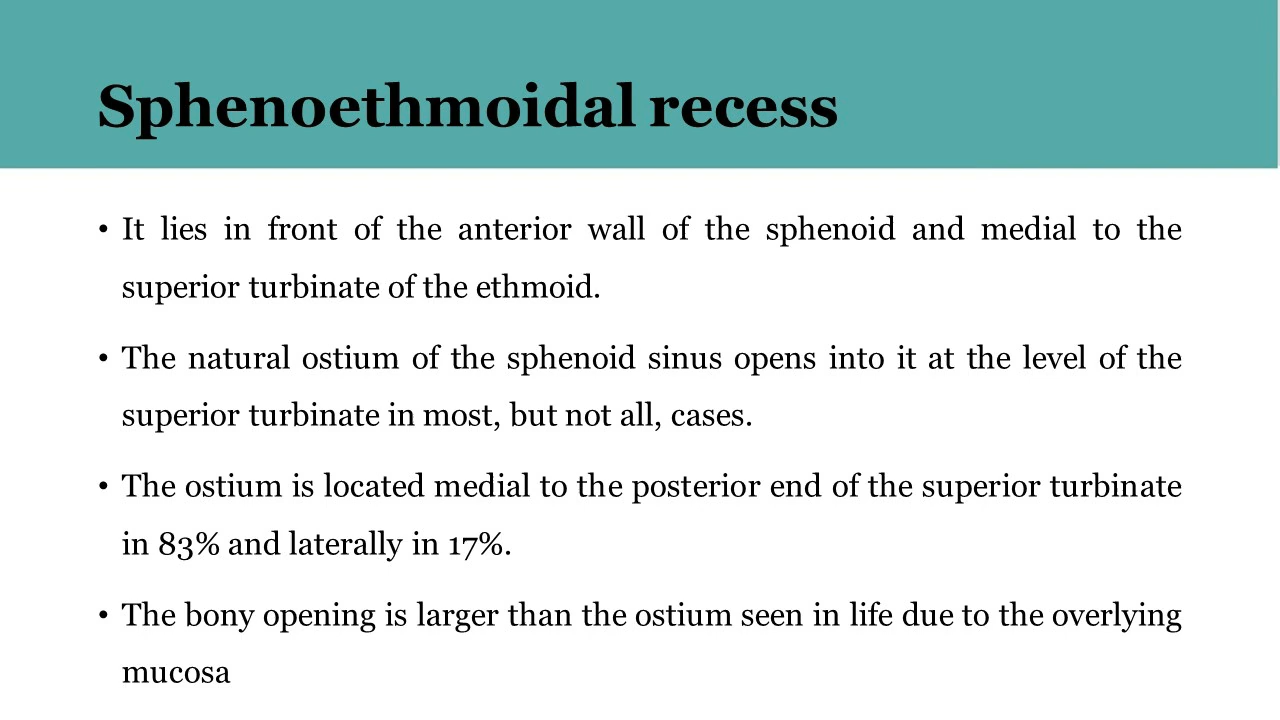 Sphenoethmoidal recess
• It lies in front of the anterior wall of the sphenoid and medial to the
superior turbinate of the ethmoid.
• The natural ostium of the sphenoid sinus opens into it at the level of the
superior turbinate in most, but not all, cases.
• The ostium is located medial to the posterior end of the superior turbinate
in 83% and laterally in 17%.
• The bony opening is larger than the ostium seen in life due to the overlying
mucosa